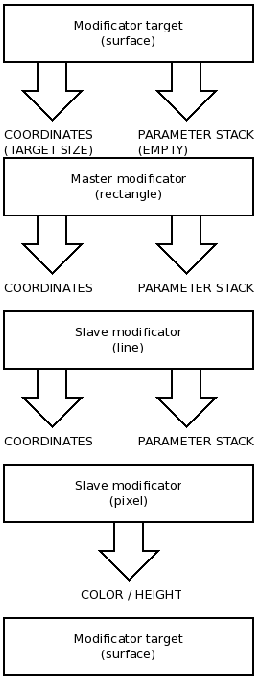 Modificator target
(surface)
COORDINATES
(TARGET SIZE)
PARAMETER STACK
(EMPTY)
Master modificator
(rectangle)
COORDINATES
PARAMETER STACK
Slave modificator
(line)
COORDINATES
PARAMETER STACK
Slave modificator
(pixel)
COLOR / HEIGHT
Modificator target
(surface)